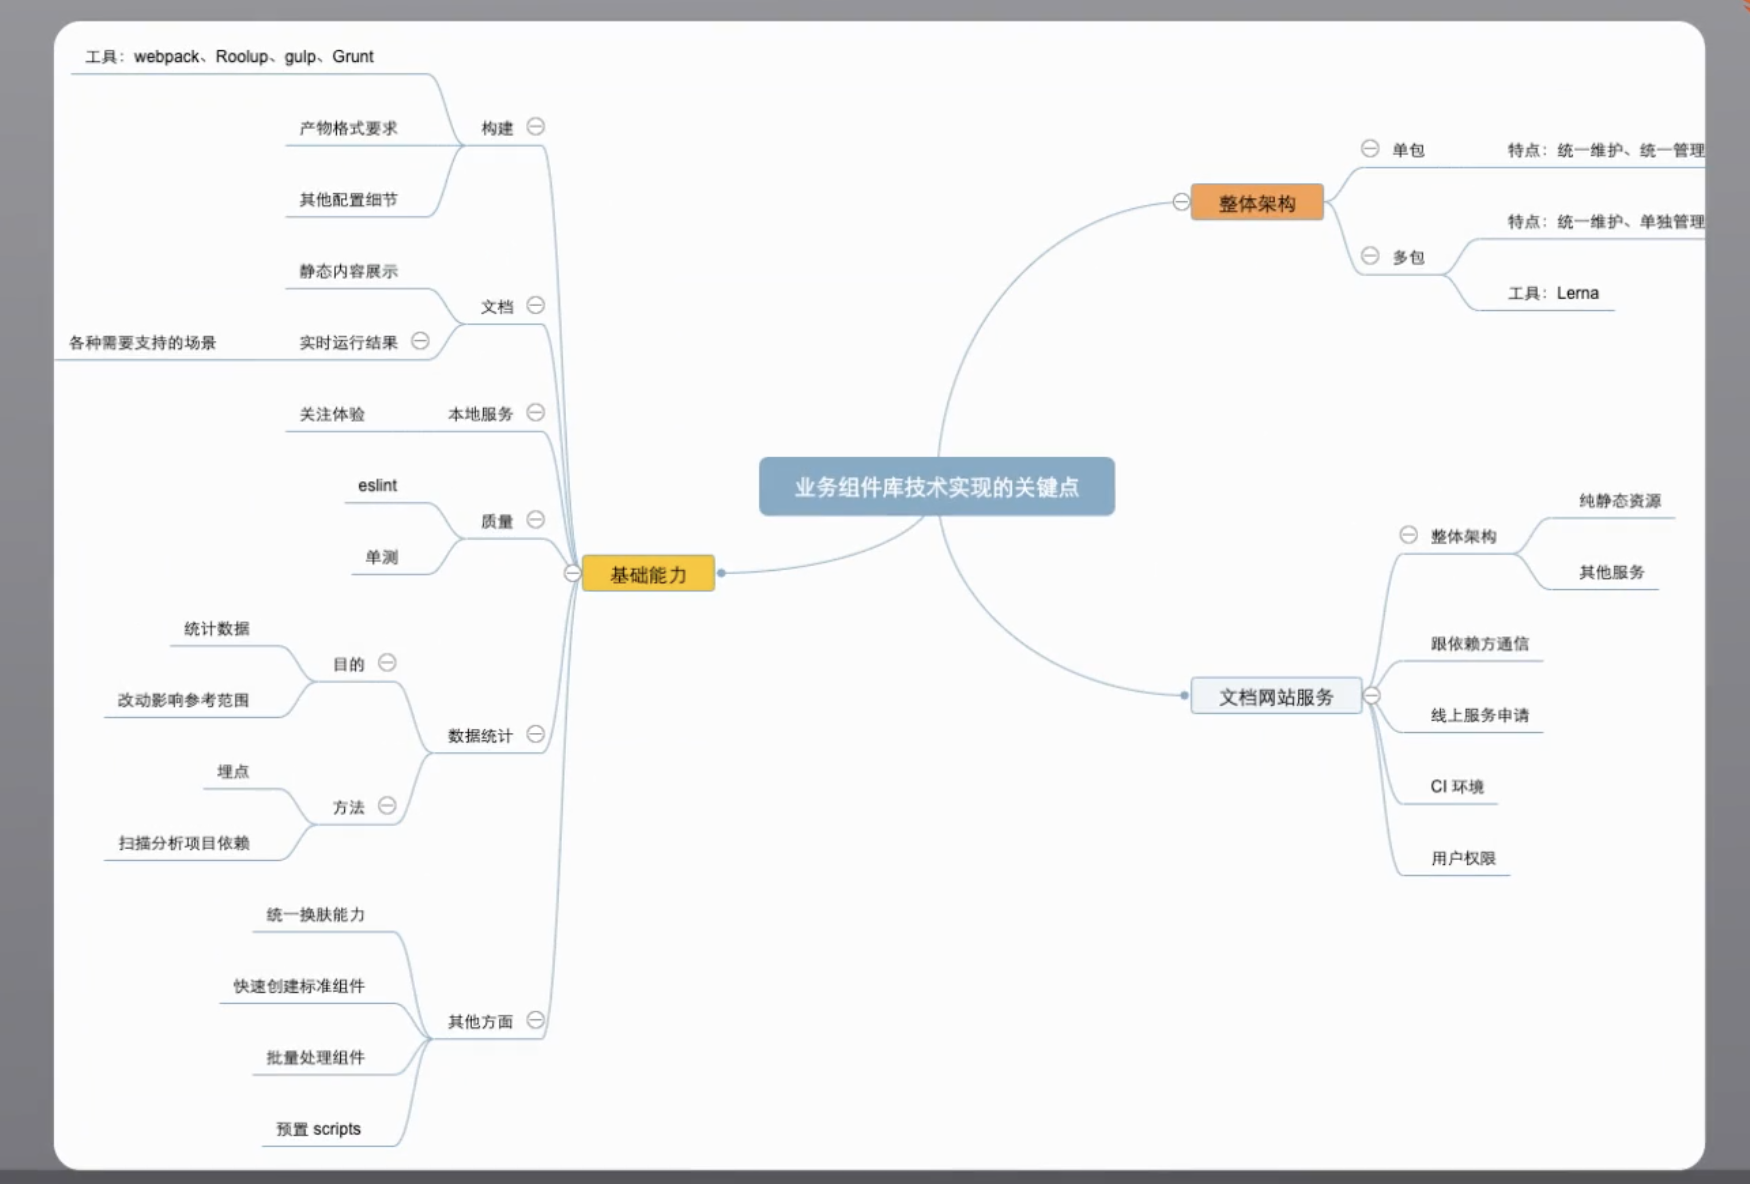 业务组件库技术实现的关键点
整体架构
单包
特点：统一维护、统一管理
多包
特点：统一维护、单独管理
工具：Lerna
基础能力
构建
工具：webpack、Roolup、gulp、Grunt
产物格式要求
其他配置细节
文档
静态内容展示
实时运行结果
各种需要支持的场景
本地服务
关注体验
质量
eslint
单测
数据统计
目的
统计数据
改动影响参考范围
方法
埋点
扫描分析项目依赖
其他方面
统一换肤能力
快速创建标准组件
批量处理组件
预置 scripts
文档网站服务
整体架构
纯静态资源
其他服务
跟依赖方通信
线上服务申请
CI 环境
用户权限